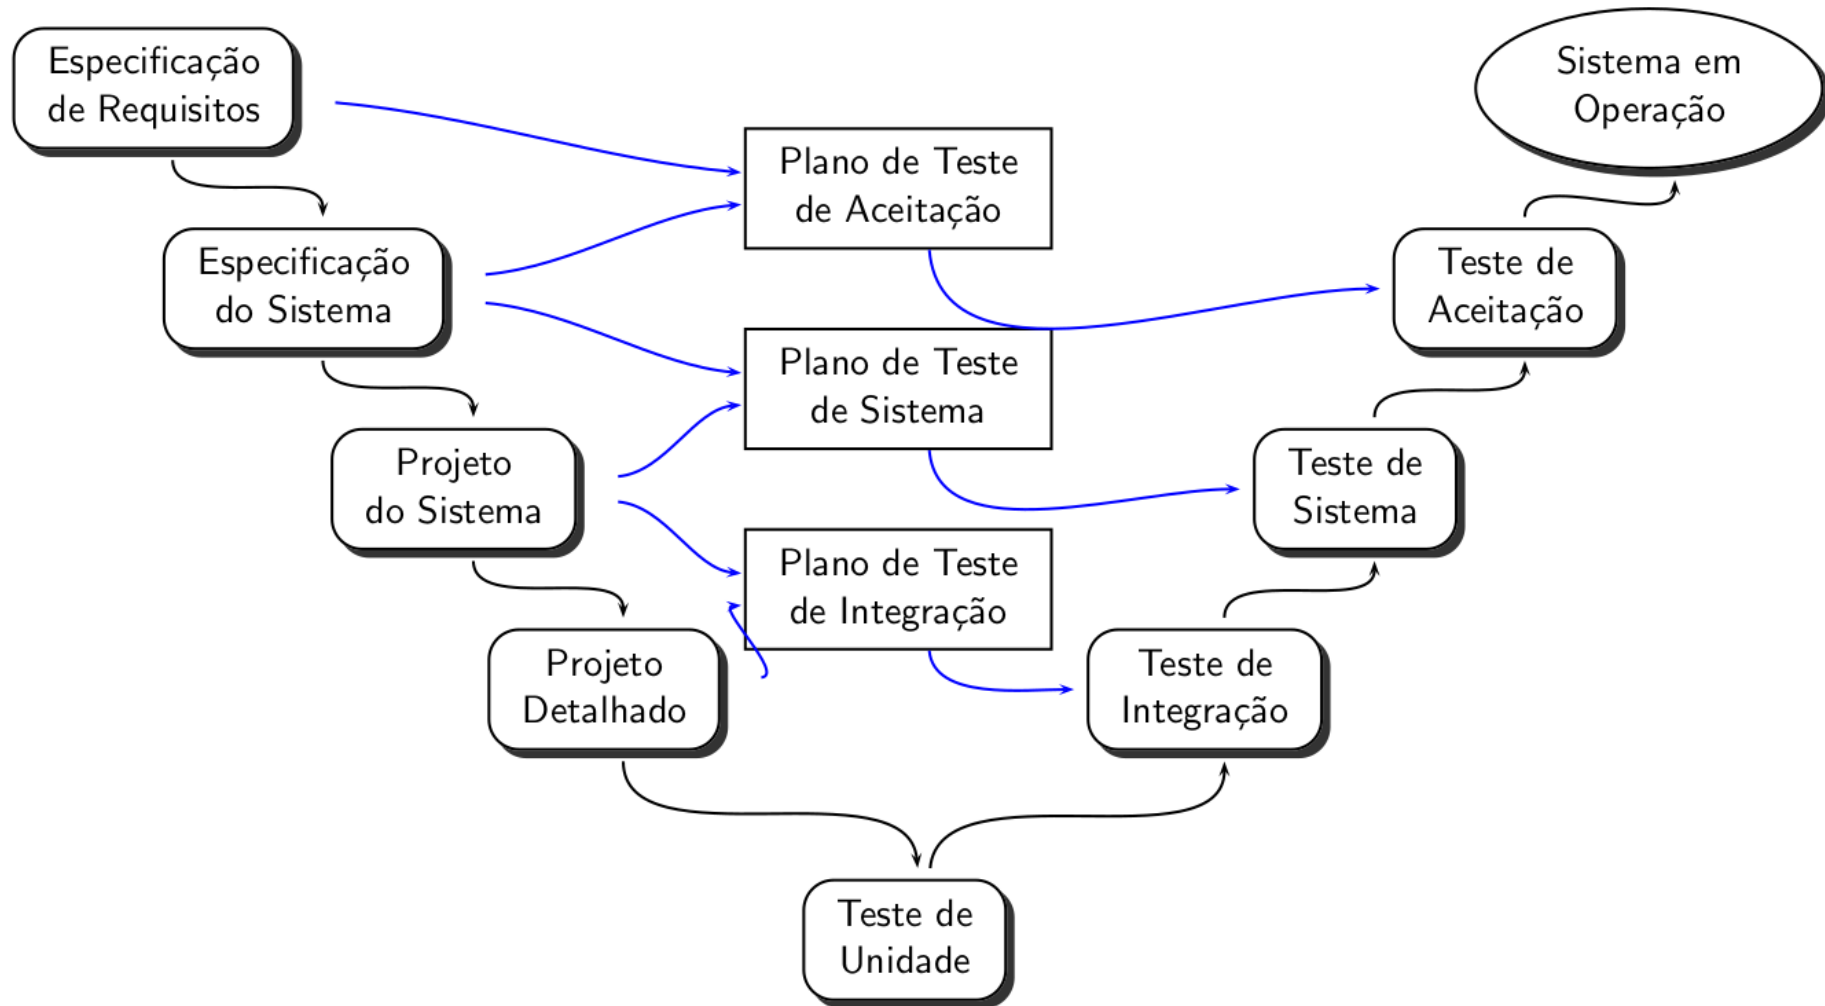 Especificação
de Requisitos
Sistema em
Operação
Plano de Teste
de Aceitação
Especificação
do Sistema
Teste de
Aceitação
Plano de Teste
de Sistema
Projeto
do Sistema
Teste de
Sistema
Plano de Teste
de Integração
Projeto
Detalhado
Teste de
Integração
Teste de
Unidade